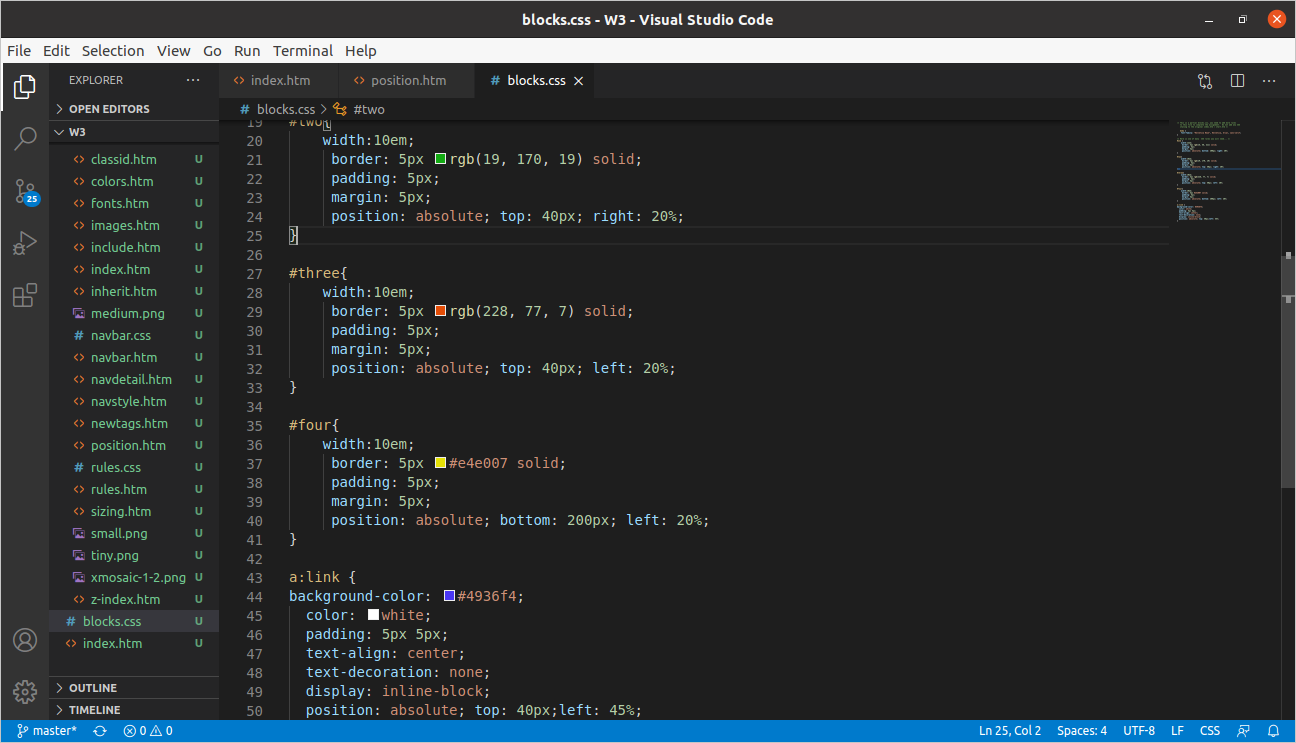 blocks.css - W3 - Visual Studio Code
File Edit Selection View Go Run Terminal Help
EXPLORER
index.htm
position.htm
# blocks.css
OPEN EDITORS
# blocks.css > #two
W3
classid.htm U
colors.htm U
fonts.htm U
images.htm U
include.htm U
index.htm U
inherit.htm U
medium.png U
# navbar.css U
navbar.htm U
navdetail.htm U
navstyle.htm U
newtags.htm U
position.htm U
# rules.css U
rules.htm U
sizing.htm U
small.png U
tiny.png U
xmosaic-1-2.png U
z-index.htm U
# blocks.css U
index.htm U
OUTLINE
TIMELINE
25
19 #two{
20 width:10em;
21 border: 5px rgb(19, 170, 19) solid;
22 padding: 5px;
23 margin: 5px;
24 position: absolute; top: 40px; right: 20%;
25 }
26
27 #three{
28 width:10em;
29 border: 5px rgb(228, 77, 7) solid;
30 padding: 5px;
31 margin: 5px;
32 position: absolute; top: 40px; left: 20%;
33 }
34
35 #four{
36 width:10em;
37 border: 5px #e4e007 solid;
38 padding: 5px;
39 margin: 5px;
40 position: absolute; bottom: 200px; left: 20%;
41 }
42
43 a:link {
44 background-color: #4936f4;
45 color: white;
46 padding: 5px 5px;
47 text-align: center;
48 text-decoration: none;
49 display: inline-block;
50 position: absolute; top: 40px;left: 45%;
master* 0 0 Ln 25, Col 2 Spaces: 4 UTF-8 LF CSS